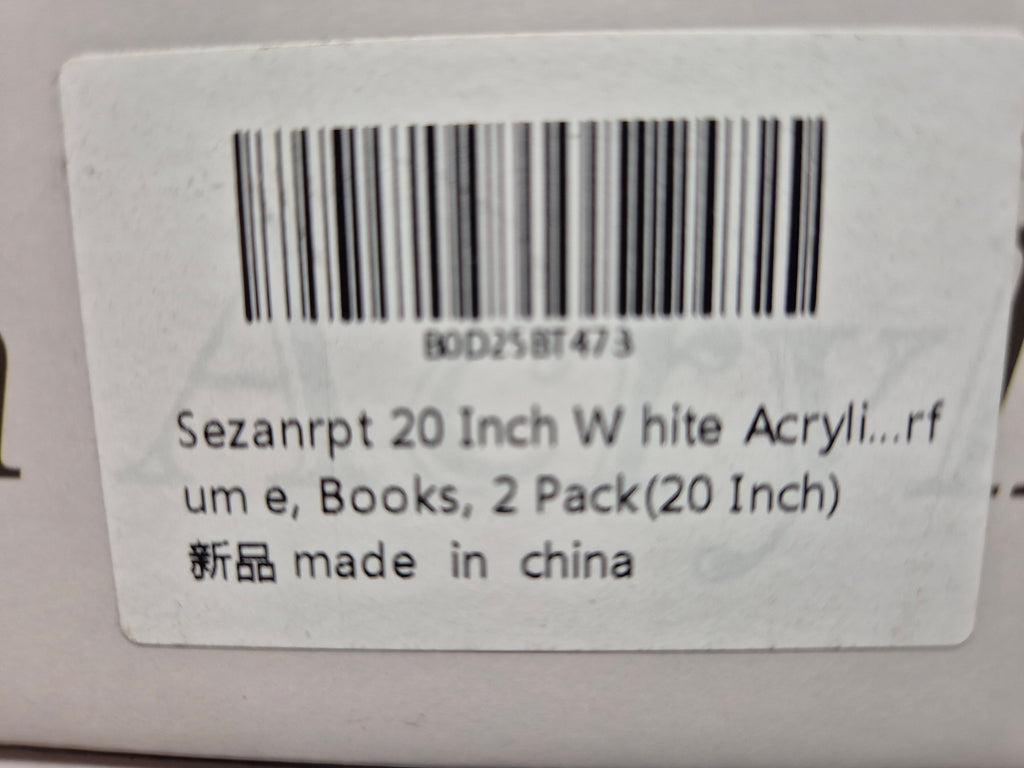 B0D25BT473
Sezanrpt 20 Inch W hite Acryli...rf
um e, Books, 2 Pack(20 Inch)
新品 made in china